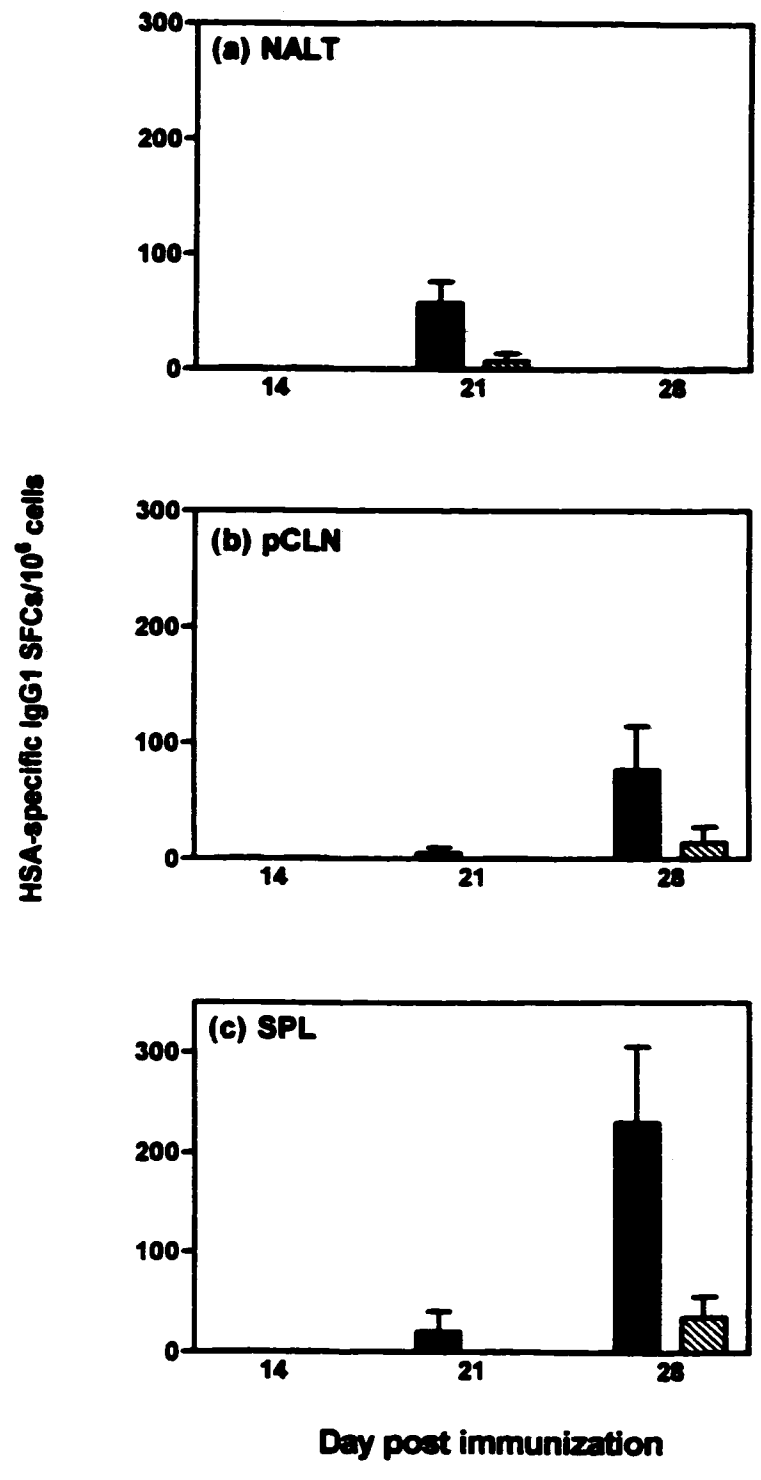 300
(a) NALT
200
100
0
14 21 28
HSA-specific IgG1 SFCs/10⁶ cells
300
(b) pCLN
200
100
0
14 21 28
(c) SPL
300
200
100
0
14 21 28
Day post immunization